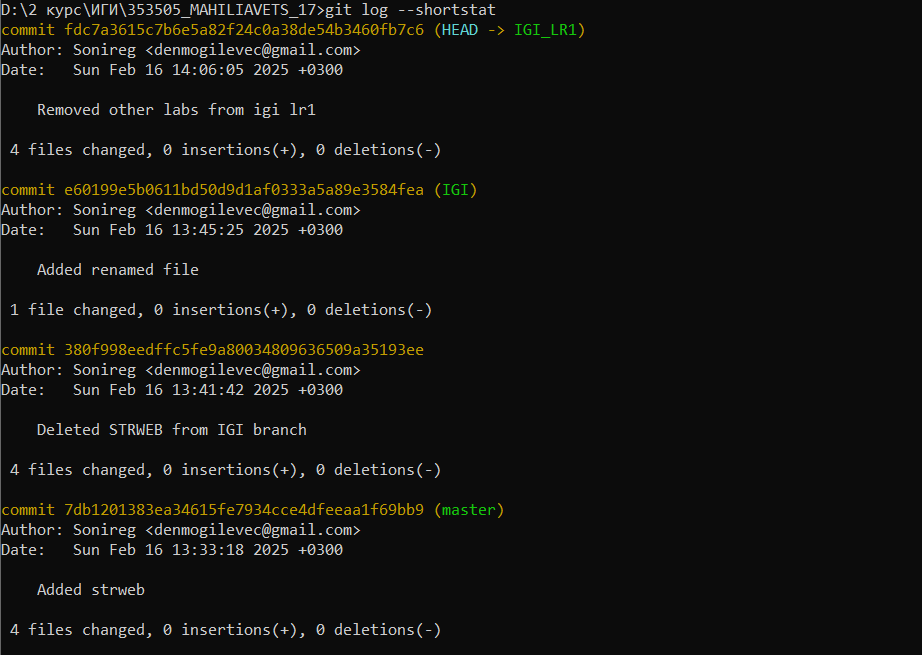 D:\2 курс\ИГИ\353505_MAHILIAVETS_17>git log --shortstat
commit fdc7a3615c7b6e5a82f24c0a38de54b3460fb7c6 (HEAD -> IGI_LR1)
Author: Sonireg <denmogilevec@gmail.com>
Date:   Sun Feb 16 14:06:05 2025 +0300
Removed other labs from igi lr1
4 files changed, 0 insertions(+), 0 deletions(-)
commit e60199e5b0611bd50d9d1af0333a5a89e3584fea (IGI)
Author: Sonireg <denmogilevec@gmail.com>
Date:   Sun Feb 16 13:45:25 2025 +0300
Added renamed file
1 file changed, 0 insertions(+), 0 deletions(-)
commit 380f998eedffc5fe9a80034809636509a35193ee
Author: Sonireg <denmogilevec@gmail.com>
Date:   Sun Feb 16 13:41:42 2025 +0300
Deleted STRWEB from IGI branch
4 files changed, 0 insertions(+), 0 deletions(-)
commit 7db1201383ea34615fe7934cce4dfeeaa1f69bb9 (master)
Author: Sonireg <denmogilevec@gmail.com>
Date:   Sun Feb 16 13:33:18 2025 +0300
Added strweb
4 files changed, 0 insertions(+), 0 deletions(-)